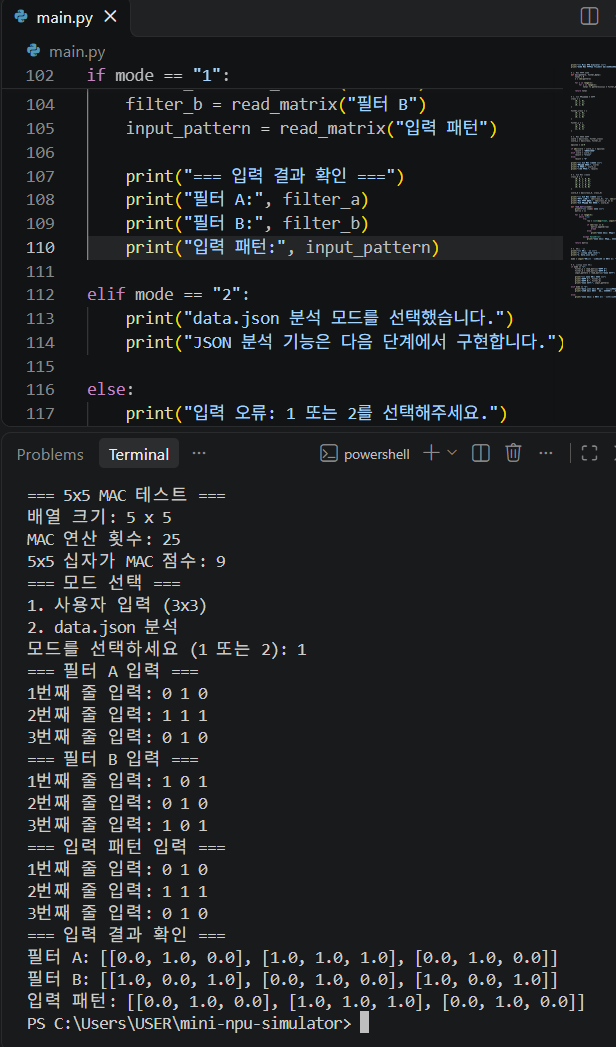 main.py
main.py
102 if mode == "1":
104 filter_b = read_matrix("필터 B")
105 input_pattern = read_matrix("입력 패턴")
106
107 print("=== 입력 결과 확인 ===")
108 print("필터 A:", filter_a)
109 print("필터 B:", filter_b)
110 print("입력 패턴:", input_pattern)
111
112 elif mode == "2":
113 print("data.json 분석 모드를 선택했습니다.")
114 print("JSON 분석 기능은 다음 단계에서 구현합니다.")
115
116 else:
117 print("입력 오류: 1 또는 2를 선택해주세요.")
Problems Terminal ··· powershell
=== 5x5 MAC 테스트 ===
배열 크기: 5 x 5
MAC 연산 횟수: 25
5x5 십자가 MAC 점수: 9
=== 모드 선택 ===
1. 사용자 입력 (3x3)
2. data.json 분석
모드를 선택하세요 (1 또는 2): 1
=== 필터 A 입력 ===
1번째 줄 입력: 0 1 0
2번째 줄 입력: 1 1 1
3번째 줄 입력: 0 1 0
=== 필터 B 입력 ===
1번째 줄 입력: 1 0 1
2번째 줄 입력: 0 1 0
3번째 줄 입력: 1 0 1
=== 입력 패턴 입력 ===
1번째 줄 입력: 0 1 0
2번째 줄 입력: 1 1 1
3번째 줄 입력: 0 1 0
=== 입력 결과 확인 ===
필터 A: [[0.0, 1.0, 0.0], [1.0, 1.0, 1.0], [0.0, 1.0, 0.0]]
필터 B: [[1.0, 0.0, 1.0], [0.0, 1.0, 0.0], [1.0, 0.0, 1.0]]
입력 패턴: [[0.0, 1.0, 0.0], [1.0, 1.0, 1.0], [0.0, 1.0, 0.0]]
PS C:\Users\USER\mini-npu-simulator>